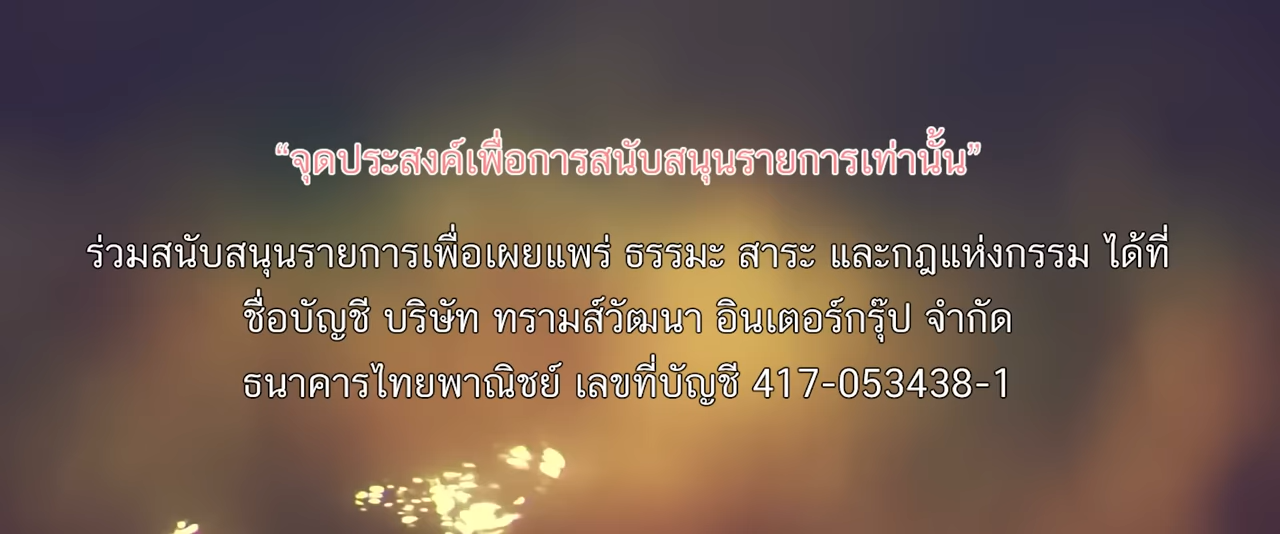 “จุดประสงค์เพื่อการสนับสนุนรายการเท่านั้น”
ร่วมสนับสนุนรายการเพื่อเผยแพร่ ธรรมะ สาระ และกฎแห่งกรรม ได้ที่
ชื่อบัญชี บริษัท ทรามส์วัฒนา อินเตอร์กรุ๊ป จำกัด
ธนาคารไทยพาณิชย์ เลขที่บัญชี 417-053438-1